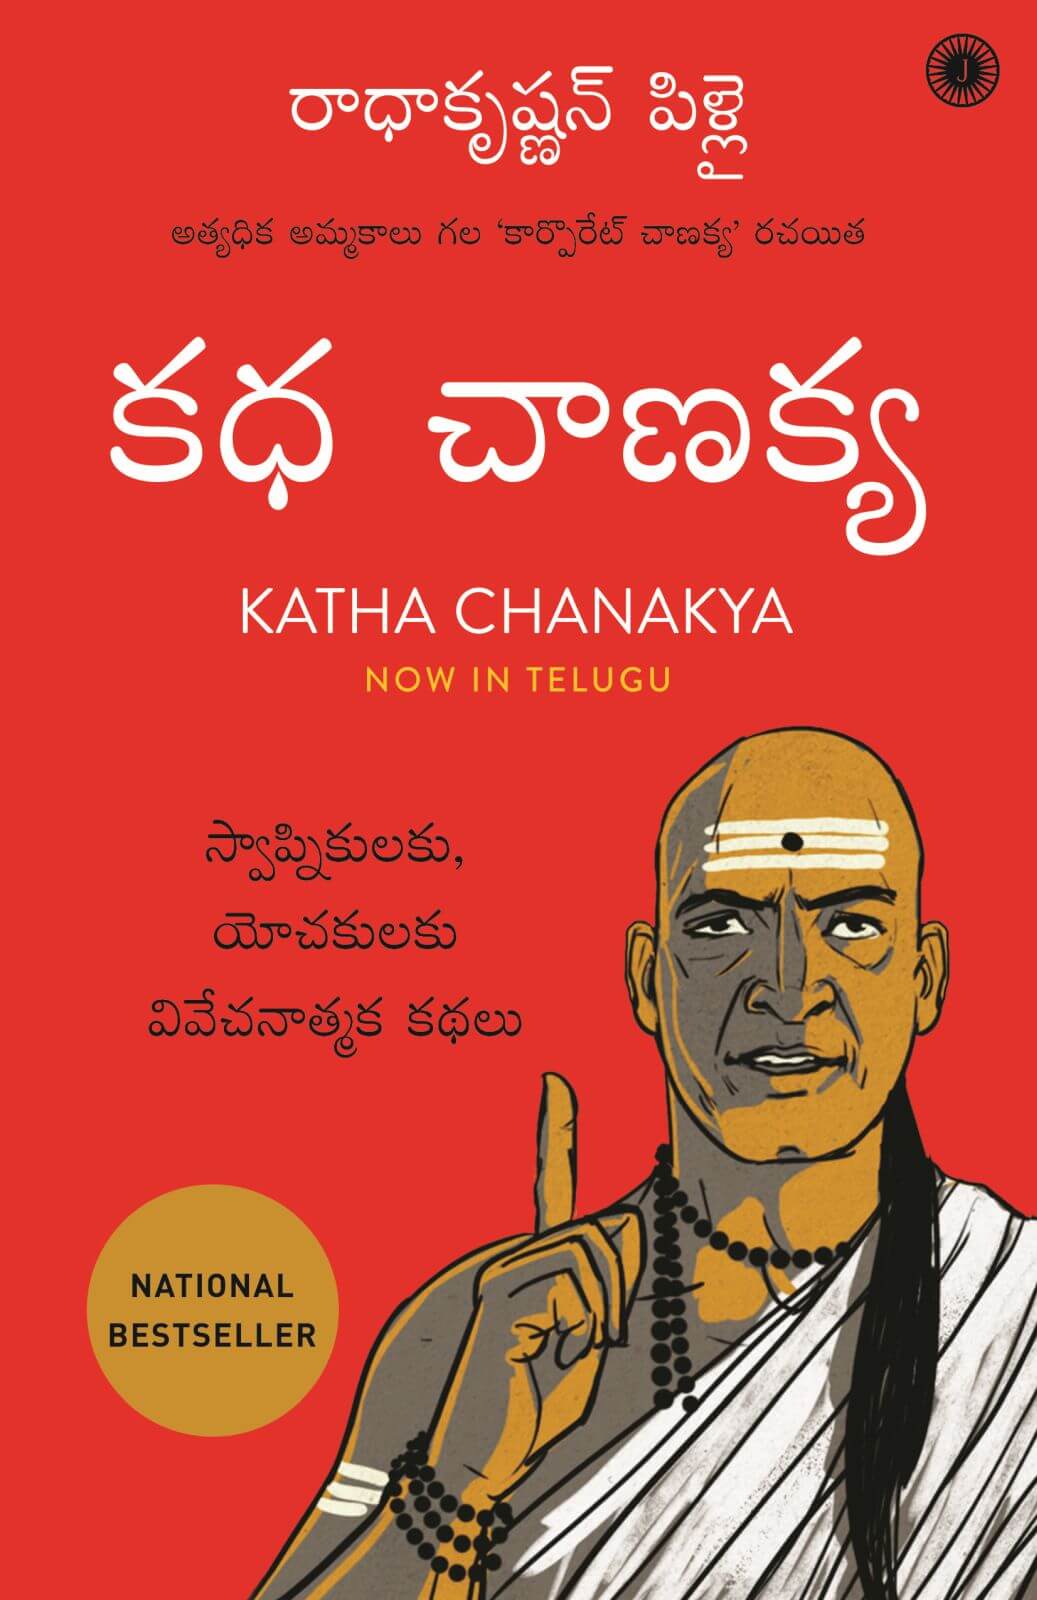 J
రాధాకృష్ణన్ పిళ్లై
అత్యధిక అమ్మకాలు గల ‘కార్పొరేట్ చాణక్య’ రచయిత
కధ చాణక్య
KATHA CHANAKYA
NOW IN TELUGU
స్వాప్నికులకు,
యోచకులకు
వివేచనాత్మక కథలు
NATIONAL
BESTSELLER